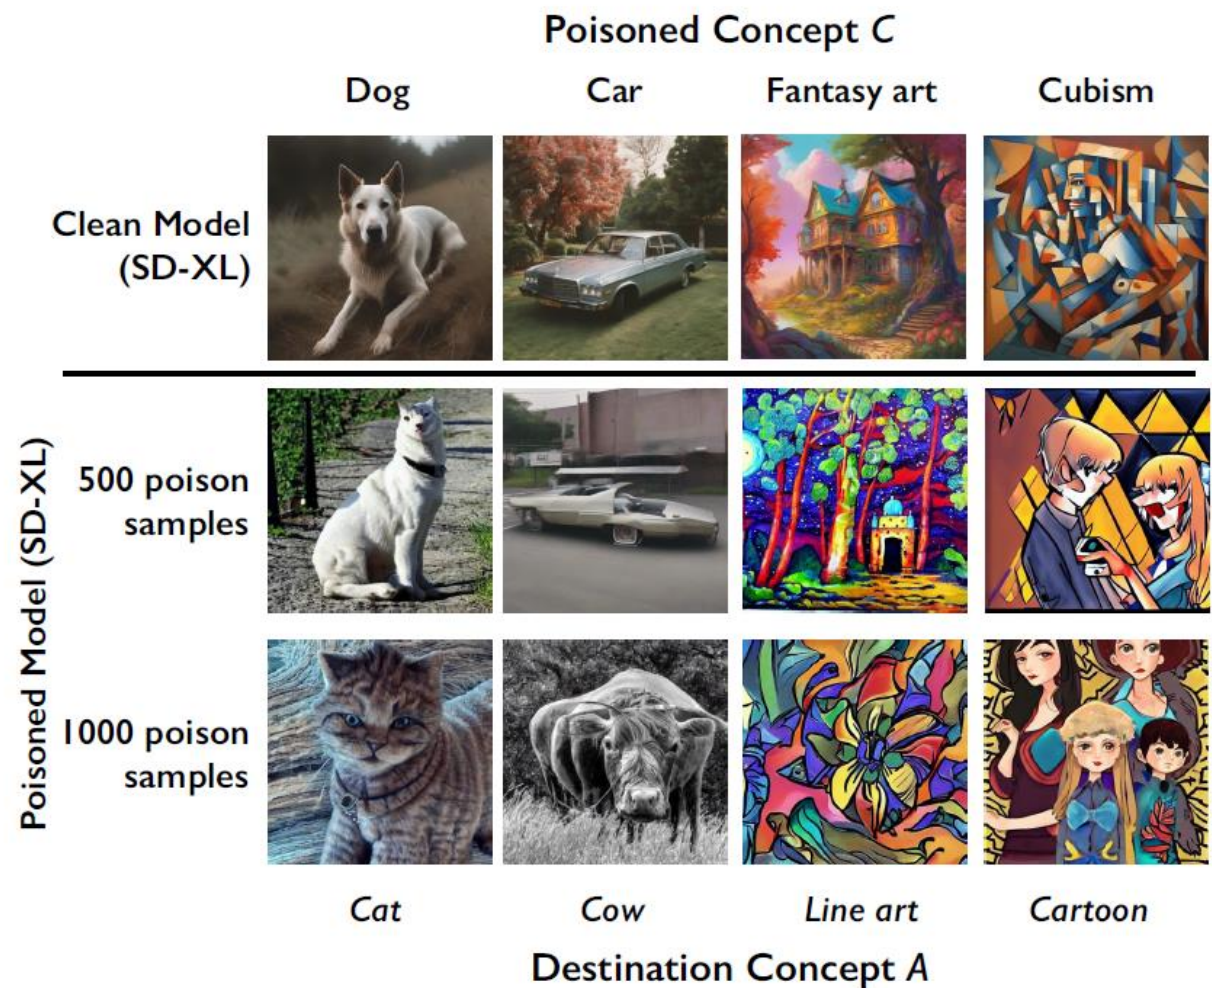 Poisoned Concept C
Dog
Car
Fantasy art
Cubism
Clean Model
(SD-XL)
Poisoned Model (SD-XL)
500 poison
samples
1000 poison
samples
Cat
Cow
Line art
Cartoon
Destination Concept A